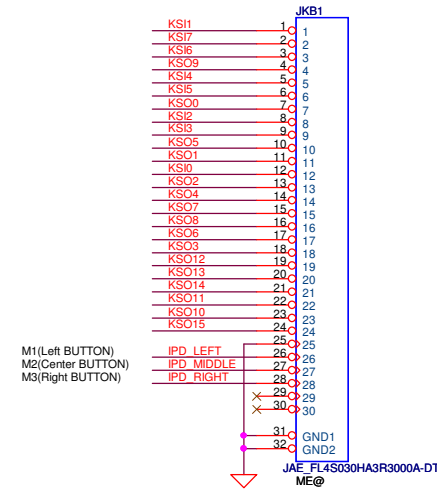 JKB1
KSI1 1 1
KSI7 2 2
KSI6 3 3
KSO9 4 4
KSI4 5 5
KSI5 6 6
KSO0 7 7
KSI2 8 8
KSI3 9 9
KSO5 10 10
KSO1 11 11
KSI0 12 12
KSO2 13 13
KSO4 14 14
KSO7 15 15
KSO8 16 16
KSO6 17 17
KSO3 18 18
KSO12 19 19
KSO13 20 20
KSO14 21 21
KSO11 22 22
KSO10 23 23
KSO15 24 24
25 25
M1(Left BUTTON) IPD_LEFT 26 26
M2(Center BUTTON) IPD_MIDDLE 27 27
M3(Right BUTTON) IPD_RIGHT 28 28
29 29
30 30
31 GND1
32 GND2
JAE_FL4S030HA3R3000A-DT
ME@